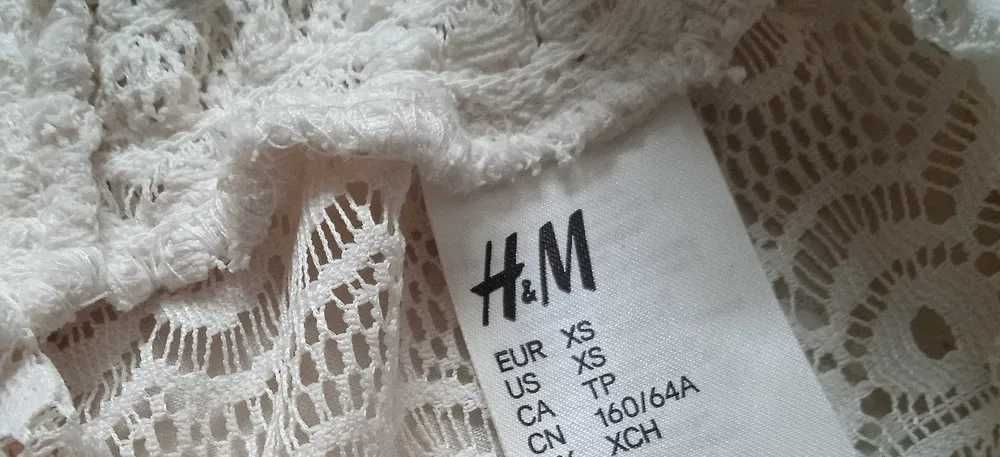 H&M
EUR XS
US XS
CA TP
CN 160/64A
XCH